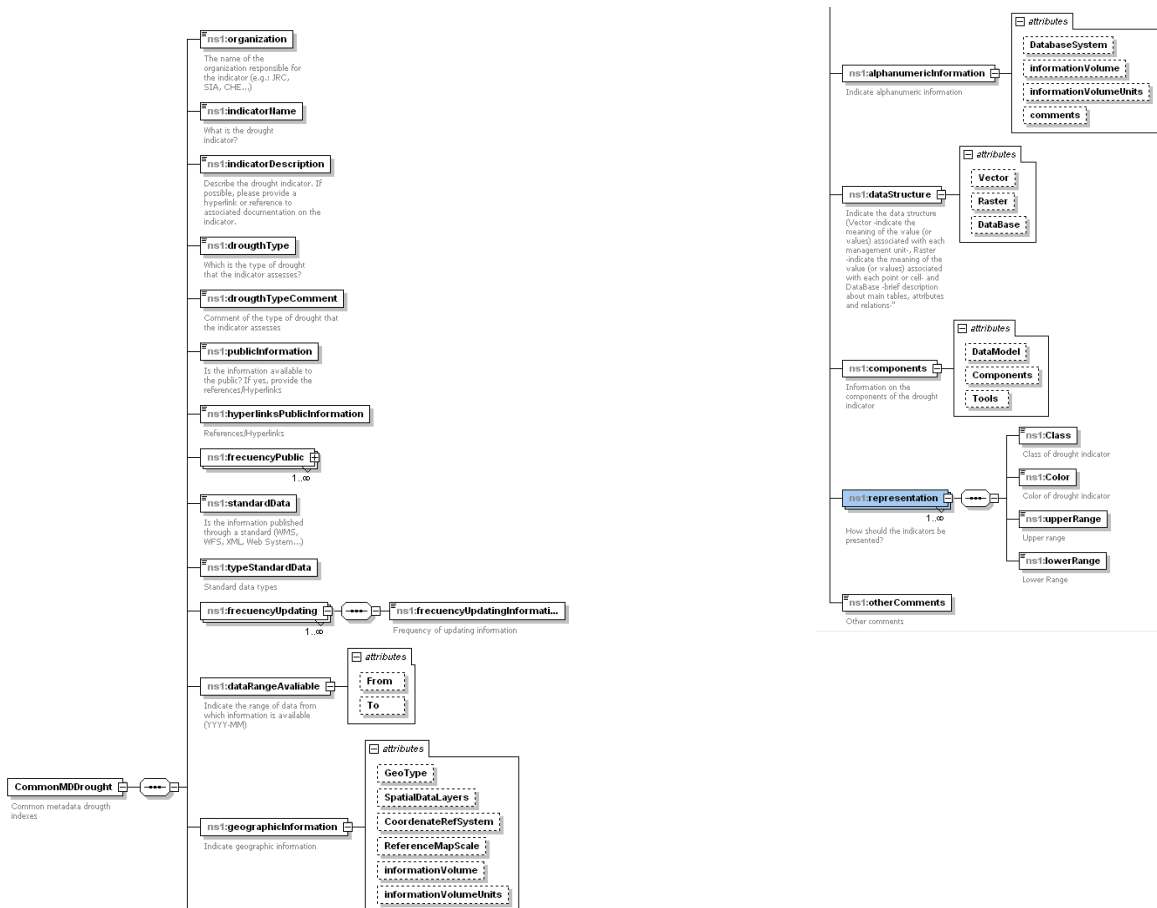 ns1:organization
The name of the
organization responsible for
the indicator (e.g.: JRC,
SIA, CHE...)
ns1:indicatorName
What is the drought
indicator?
ns1:indicatorDescription
Describe the drought indicator. If
possible, please provide a
hyperlink or reference to
associated documentation on the
indicator.
ns1:drougthType
Which is the type of drought
that the indicator assesses?
ns1:drougthTypeComment
Comment of the type of drought that
the indicator assesses
ns1:publicInformation
Is the information available
to the public? If yes, provide the
references/Hyperlinks
ns1:hyperlinksPublicInformation
References/Hyperlinks
ns1:frecuencyPublic
1..∞
ns1:standardData
Is the information published
through a standard (WMS,
WFS, XML, Web System...)
ns1:typeStandardData
Standard data types
ns1:frecuencyUpdating
1..∞
ns1:frecuencyUpdatingInformati...
Frequency of updating information
ns1:dataRangeAvaliable
Indicate the range of data from
which information is available
(YYYY-MM)
attributes
From
To
CommonMDDrought
Common metadata drougth
indexes
ns1:geographicInformation
Indicate geographic information
attributes
GeoType
SpatialDataLayers
CoordenateRefSystem
ReferenceMapScale
informationVolume
informationVolumeUnits
ns1:alphanumericInformation
Indicate alphanumeric information
attributes
DatabaseSystem
informationVolume
informationVolumeUnits
comments
ns1:dataStructure
Indicate the data structure
(Vector -indicate the
meaning of the value (or
values) associated with each
management unit-, Raster
-indicate the meaning of the
value (or values) associated
with each point or cell- and
DataBase -brief description
about main tables, attributes
and relations-"
attributes
Vector
Raster
DataBase
ns1:components
Information on the
components of the drought
indicator
attributes
DataModel
Components
Tools
ns1:representation
1..∞
How should the indicators be
presented?
ns1:Class
Class of drought indicator
ns1:Color
Color of drought indicator
ns1:upperRange
Upper range
ns1:lowerRange
Lower Range
ns1:otherComments
Other comments